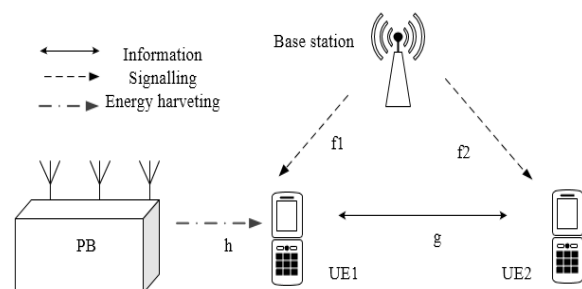 Base station
Information
Signalling
Energy harveting
f1
f2
PB
h
g
UE1
UE2